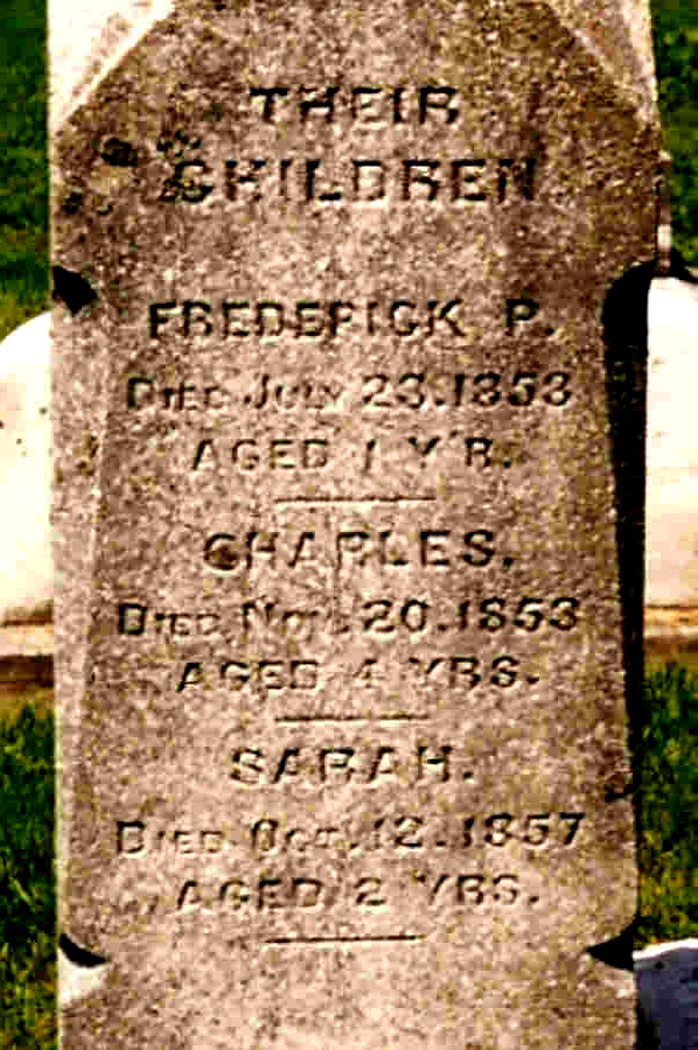 THEIR
CHILDREN
FREDERICK P.
DIED JULY 23.1853
AGED 1 YR.
CHARLES.
DIED NOV. 20.1853
AGED 4 YRS.
SARAH.
DIED OCT. 12.1857
AGED 2 YRS.